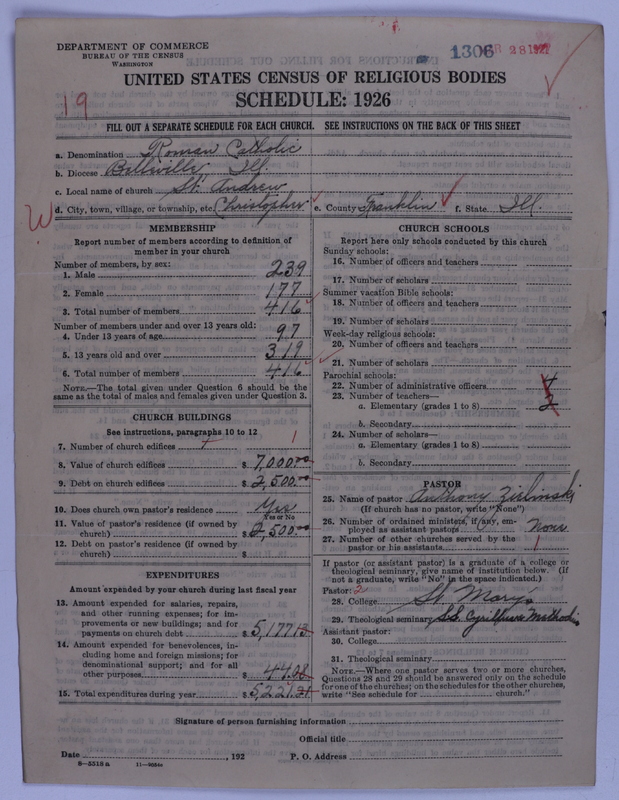 DEPARTMENT OF COMMERCE
BUREAU OF THE CENSUS
WASHINGTON
1306 28 1927
UNITED STATES CENSUS OF RELIGIOUS BODIES
SCHEDULE: 1926
19
FILL OUT A SEPARATE SCHEDULE FOR EACH CHURCH. SEE INSTRUCTIONS ON THE BACK OF THIS SHEET
a. Denomination Roman Catholic
b. Diocese Belleville, Ill.
c. Local name of church St. Andrew
W d. City, town, village, or township, etc. Christopher e. County Franklin f. State Ill.
MEMBERSHIP
Report number of members according to definition of
member in your church
Number of members, by sex:
1. Male 239
2. Female 177
3. Total number of members 416
Number of members under and over 13 years old:
4. Under 13 years of age 97
5. 13 years old and over 319
6. Total number of members 416
NOTE.—The total given under Question 6 should be the
same as the total of males and females given under Question 3.
CHURCH BUILDINGS
See instructions, paragraphs 10 to 12
7. Number of church edifices 1
8. Value of church edifices $ 7,000.00
9. Debt on church edifices $ 2,500.00
10. Does church own pastor's residence Yes
Yes or No
11. Value of pastor's residence (if owned by
church) $ 2,500.00
12. Debt on pastor's residence (if owned by
church) $
EXPENDITURES
Amount expended by your church during last fiscal year
13. Amount expended for salaries, repairs,
and other running expenses; for im-
provements or new buildings; and for
payments on church debt $ 5,177.13
14. Amount expended for benevolences, in-
cluding home and foreign missions; for
denominational support; and for all
other purposes $ 44.08
15. Total expenditures during year $ 5,221.21
CHURCH SCHOOLS
Report here only schools conducted by this church
Sunday schools:
16. Number of officers and teachers
17. Number of scholars
Summer vacation Bible schools:
18. Number of officers and teachers
19. Number of scholars
Week-day religious schools:
20. Number of officers and teachers
21. Number of scholars
Parochial schools:
22. Number of administrative officers
23. Number of teachers—
a. Elementary (grades 1 to 8) 2
b. Secondary
24. Number of scholars—
a. Elementary (grades 1 to 8)
b. Secondary
PASTOR
25. Name of pastor Anthony Zielinski
(If church has no pastor, write "None")
26. Number of ordained ministers, if any, em-
ployed as assistant pastors None
27. Number of other churches served by the
pastor or his assistants 1
If pastor (or assistant pastor) is a graduate of a college or
theological seminary, give name of institution below. (If
not a graduate, write "No" in the space indicated.)
Pastor: 2
28. College St. Mary's
29. Theological seminary S.S. Cyrillus Methodius
Assistant pastor:
30. College
31. Theological seminary
NOTE.—Where one pastor serves two or more churches,
Questions 28 and 29 should be answered only on the schedule
for one of the churches; on the schedules for the other churches,
write "See schedule for church."
Signature of person furnishing information
Official title
Date , 192 P. O. Address
8—5313a 11—9024a